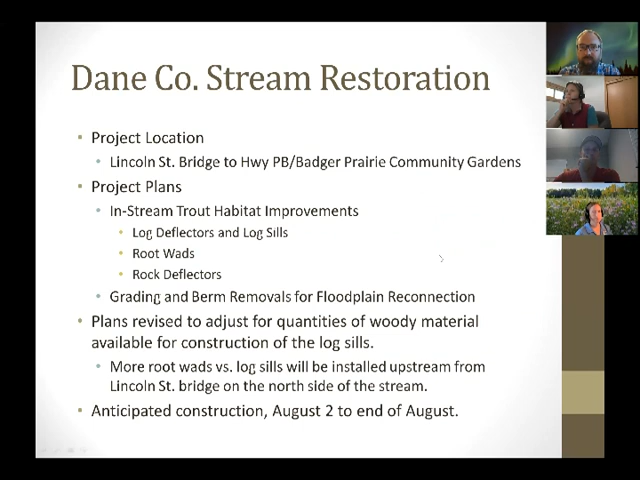 Dane Co. Stream Restoration
• Project Location
• Lincoln St. Bridge to Hwy PB/Badger Prairie Community Gardens
• Project Plans
• In-Stream Trout Habitat Improvements
• Log Deflectors and Log Sills
• Root Wads
• Rock Deflectors
• Grading and Berm Removals for Floodplain Reconnection
• Plans revised to adjust for quantities of woody material
available for construction of the log sills.
• More root wads vs. log sills will be installed upstream from
Lincoln St. bridge on the north side of the stream.
• Anticipated construction, August 2 to end of August.